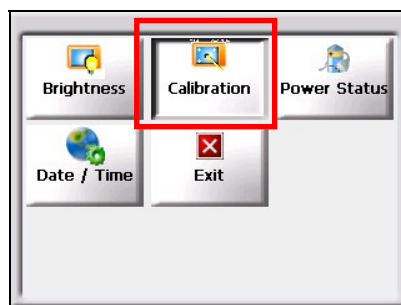 Brightness
Calibration
Power Status
Date / Time
Exit